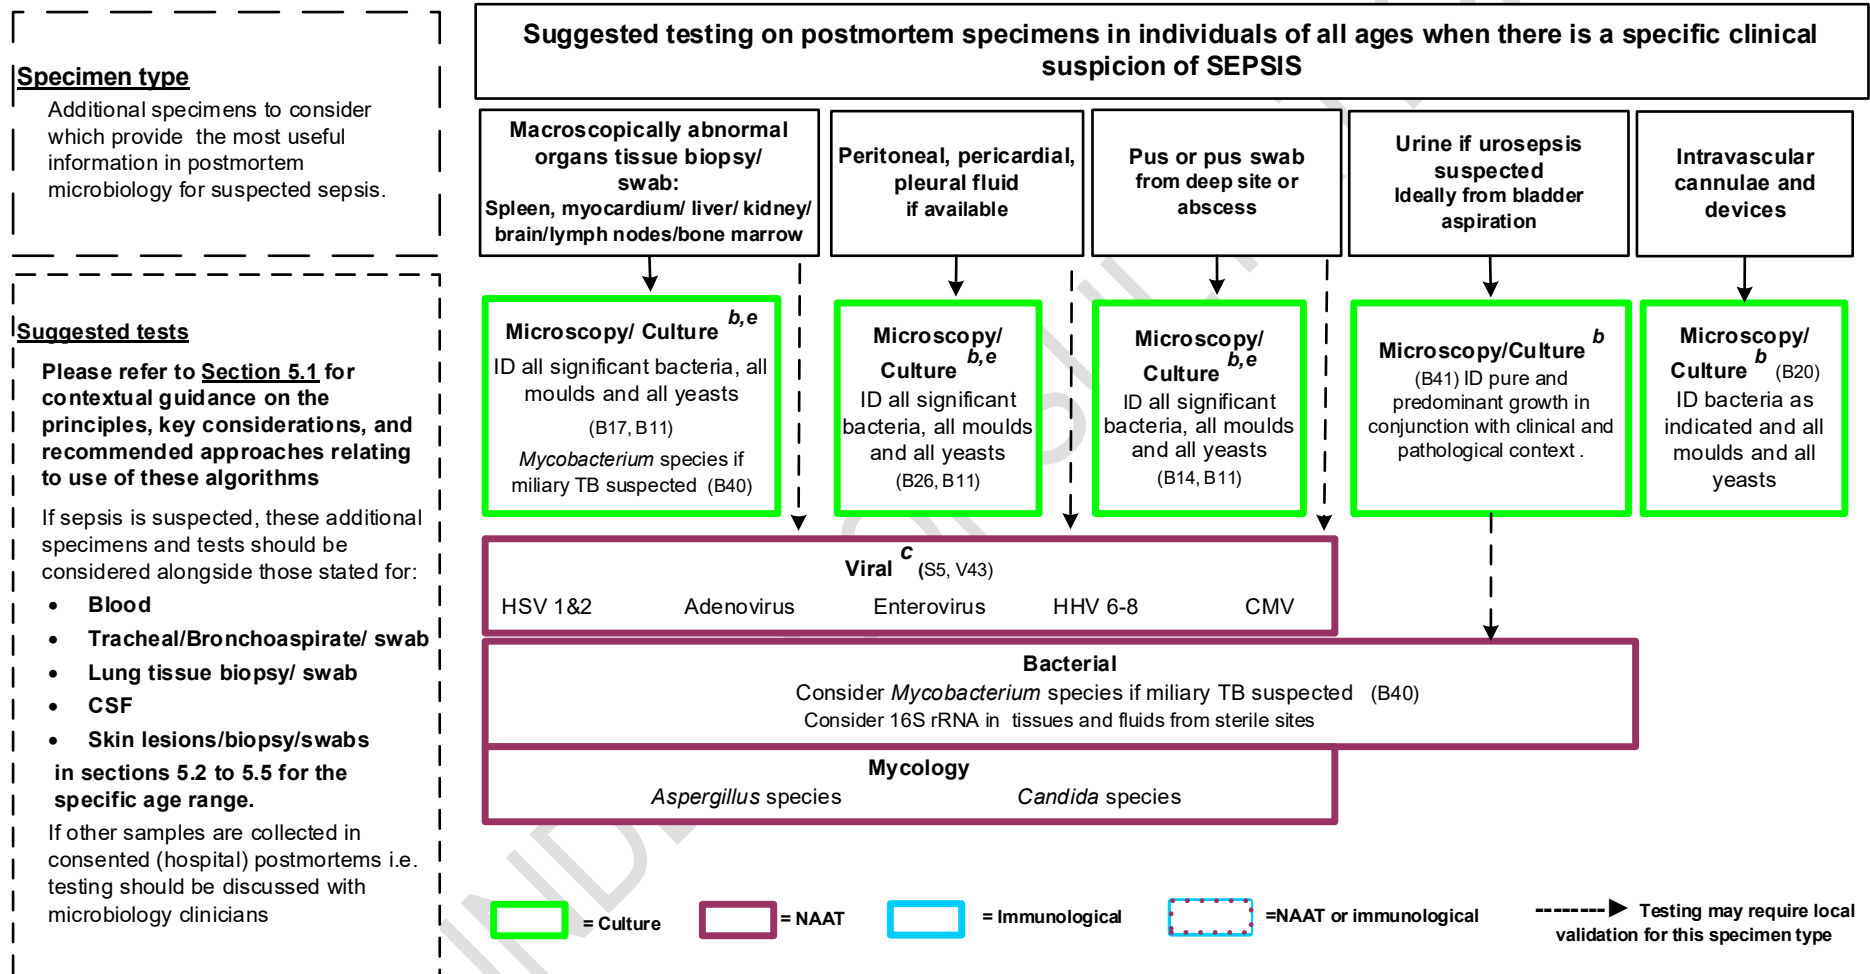 Specimen type
Additional specimens to consider
which provide the most useful
information in postmortem
microbiology for suspected sepsis.
Suggested tests
Please refer to Section 5.1 for
contextual guidance on the
principles, key considerations, and
recommended approaches relating
to use of these algorithms
If sepsis is suspected, these additional
specimens and tests should be
considered alongside those stated for:
• Blood
• Tracheal/Bronchoaspirate/ swab
• Lung tissue biopsy/ swab
• CSF
• Skin lesions/biopsy/swabs
in sections 5.2 to 5.5 for the
specific age range.
If other samples are collected in
consented (hospital) postmortems i.e.
testing should be discussed with
microbiology clinicians
Suggested testing on postmortem specimens in individuals of all ages when there is a specific clinical
suspicion of SEPSIS
Macroscopically abnormal
organs tissue biopsy/
swab:
Spleen, myocardium/ liver/ kidney/
brain/lymph nodes/bone marrow
Peritoneal, pericardial,
pleural fluid
if available
Pus or pus swab
from deep site or
abscess
Urine if urosepsis
suspected
Ideally from bladder
aspiration
Intravascular
cannulae and
devices
Microscopy/ Culture b,e
ID all significant bacteria, all
moulds and all yeasts
(B17, B11)
Mycobacterium species if
miliary TB suspected (B40)
Microscopy/
Culture b,e
ID all significant
bacteria, all moulds
and all yeasts
(B26, B11)
Microscopy/
Culture b,e
ID all significant
bacteria, all moulds
and all yeasts
(B14, B11)
Microscopy/Culture b
(B41) ID pure and
predominant growth in
conjunction with clinical and
pathological context .
Microscopy/
Culture b (B20)
ID bacteria as
indicated and all
moulds and all
yeasts
Viral c (S5, V43)
HSV 1&2 Adenovirus Enterovirus HHV 6-8 CMV
Bacterial
Consider Mycobacterium species if miliary TB suspected (B40)
Consider 16S rRNA in tissues and fluids from sterile sites
Mycology
Aspergillus species Candida species
= Culture = NAAT = Immunological =NAAT or immunological Testing may require local
validation for this specimen type